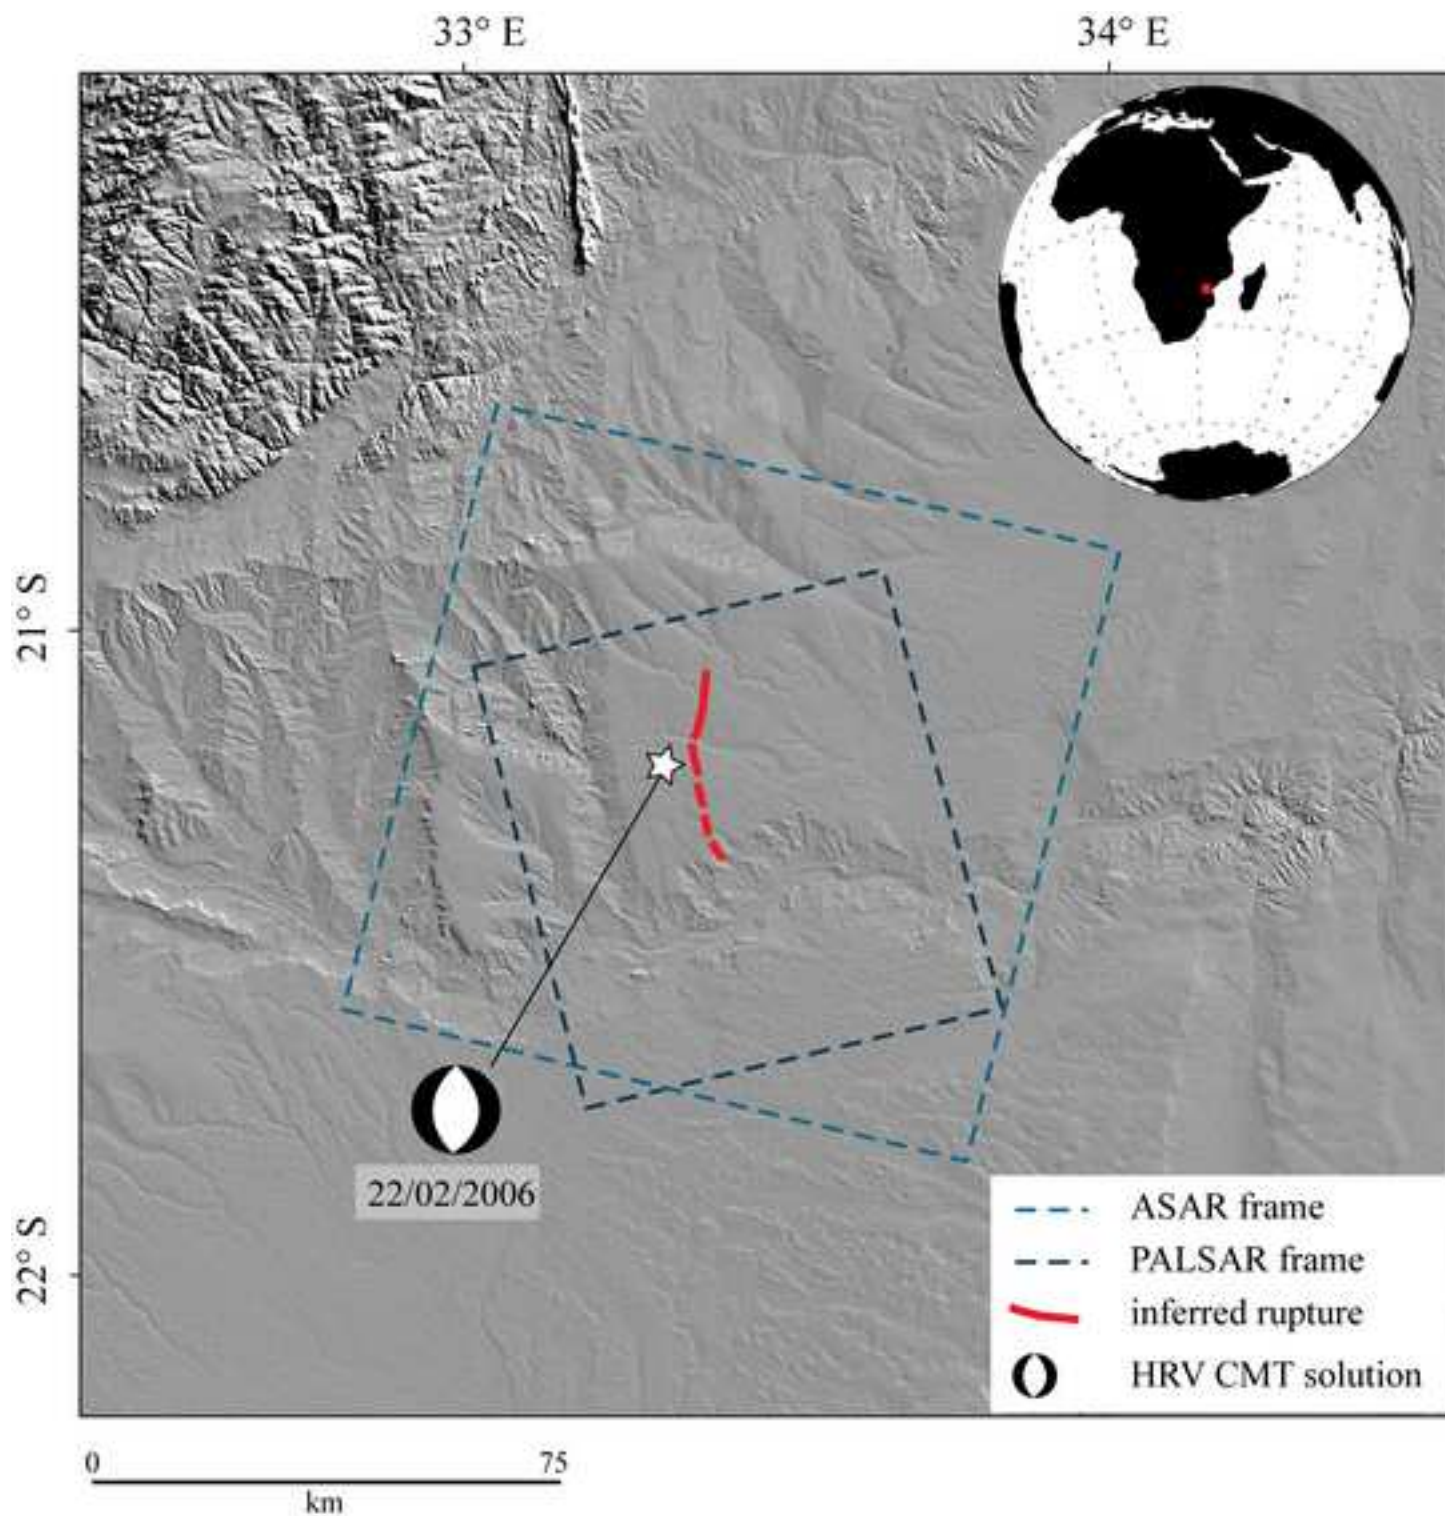 33° E
34° E
21° S
22° S
22/02/2006
ASAR frame
PALSAR frame
inferred rupture
HRV CMT solution
0
75
km